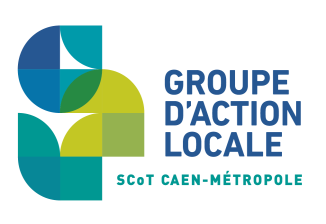 GROUPE
D'ACTION
LOCALE
SCoT CAEN-MÉTROPOLE